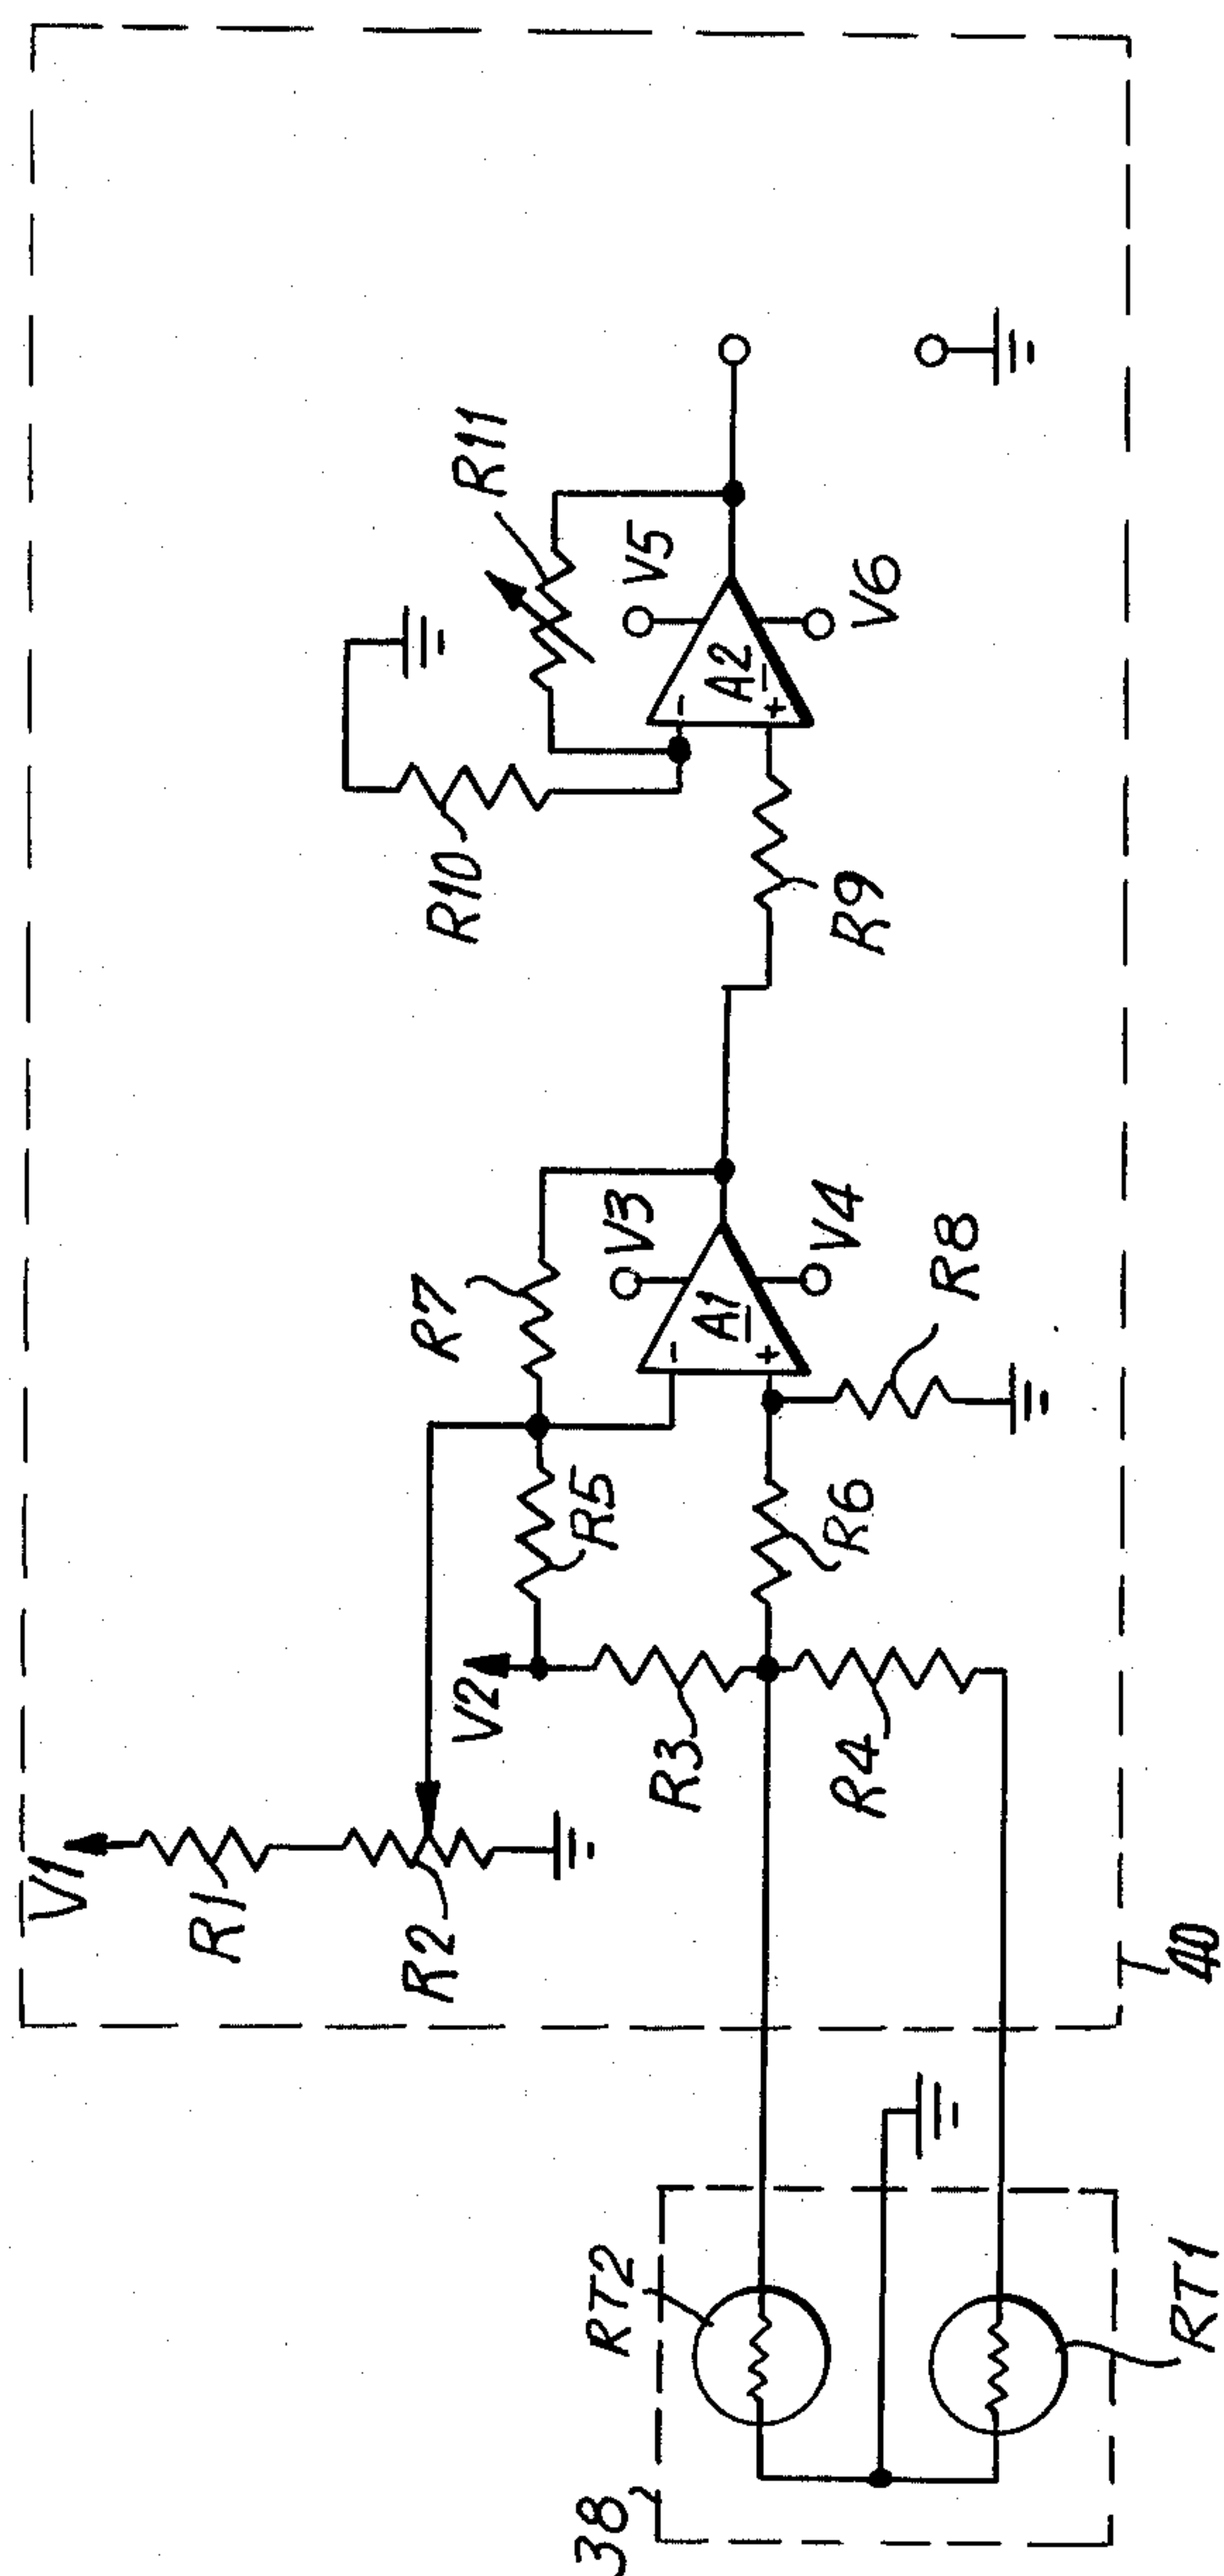 V1
R1
R2
V2
R3
R4
R5
R6
R7
R8
V3
V4
A1
-
+
R9
R10
R11
V5
V6
A2
-
+
40
38
RT2
RT1